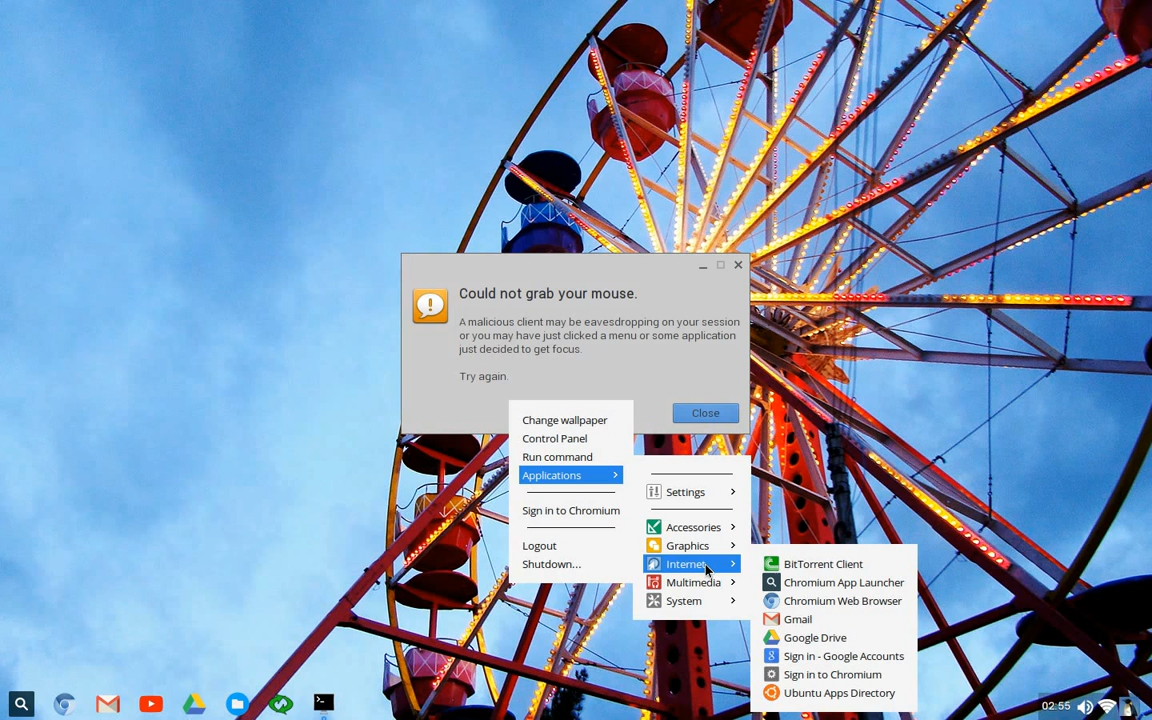 Could not grab your mouse.
A malicious client may be eavesdropping on your session
or you may have just clicked a menu or some application
just decided to get focus.
Try again.
Close
Change wallpaper
Control Panel
Run command
Applications
Sign in to Chromium
Logout
Shutdown...
Settings
Accessories
Graphics
Internet
Multimedia
System
BitTorrent Client
Chromium App Launcher
Chromium Web Browser
Gmail
Google Drive
Sign in - Google Accounts
Sign in to Chromium
Ubuntu Apps Directory
02:55